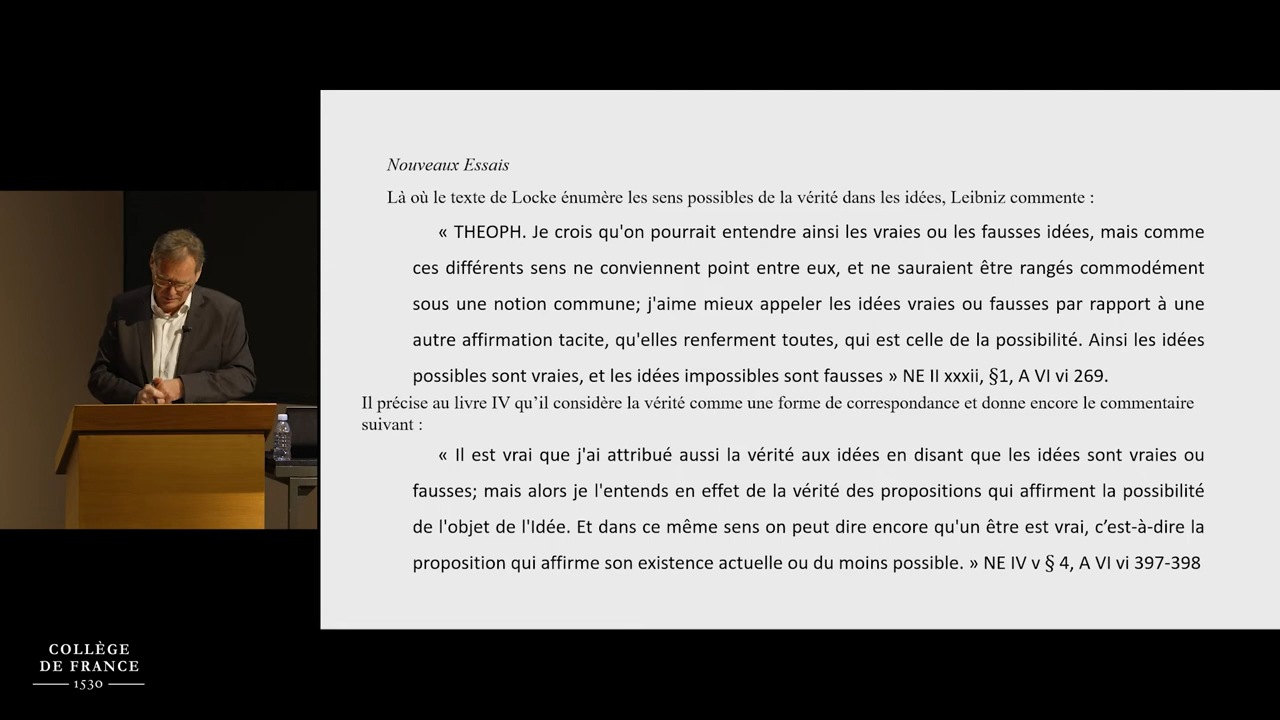 Nouveaux Essais
Là où le texte de Locke énumère les sens possibles de la vérité dans les idées, Leibniz commente :
« THEOPH. Je crois qu'on pourrait entendre ainsi les vraies ou les fausses idées, mais comme
ces différents sens ne conviennent point entre eux, et ne sauraient être rangés commodément
sous une notion commune; j'aime mieux appeler les idées vraies ou fausses par rapport à une
autre affirmation tacite, qu'elles renferment toutes, qui est celle de la possibilité. Ainsi les idées
possibles sont vraies, et les idées impossibles sont fausses » NE II xxxii, §1, A VI vi 269.
Il précise au livre IV qu’il considère la vérité comme une forme de correspondance et donne encore le commentaire
suivant :
« Il est vrai que j'ai attribué aussi la vérité aux idées en disant que les idées sont vraies ou
fausses; mais alors je l'entends en effet de la vérité des propositions qui affirment la possibilité
de l'objet de l'Idée. Et dans ce même sens on peut dire encore qu'un être est vrai, c’est-à-dire la
proposition qui affirme son existence actuelle ou du moins possible. » NE IV v § 4, A VI vi 397-398
COLLÈGE
DE FRANCE
1530